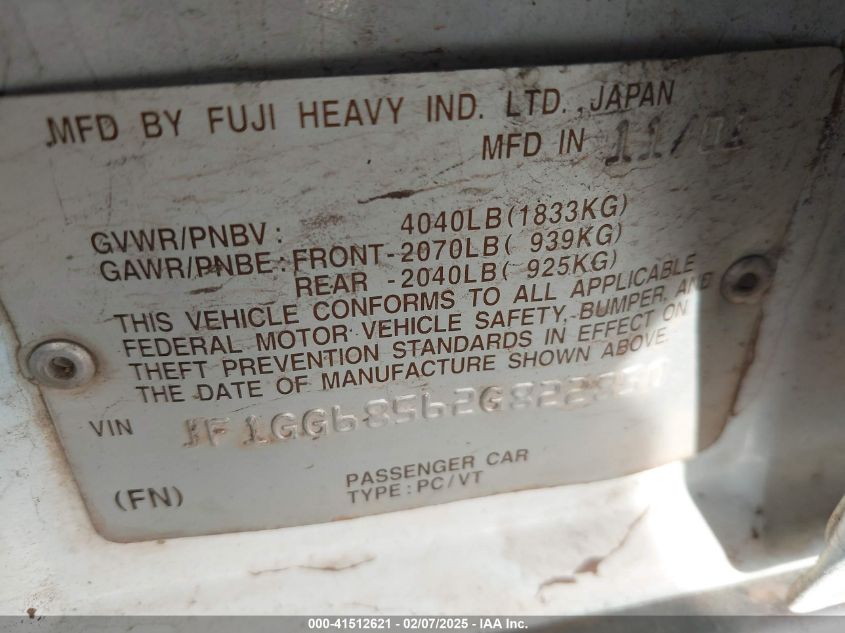 MFD BY FUJI HEAVY IND. LTD., JAPAN
MFD IN 11/01
GVWR/PNBV: 4040LB(1833KG)
GAWR/PNBE:FRONT-2070LB( 939KG)
REAR -2040LB( 925KG)
THIS VEHICLE CONFORMS TO ALL APPLICABLE
FEDERAL MOTOR VEHICLE SAFETY, BUMPER, AND
THEFT PREVENTION STANDARDS IN EFFECT ON
THE DATE OF MANUFACTURE SHOWN ABOVE.
VIN
(FN)
PASSENGER CAR
TYPE:PC/VT
000-41512621 - 02/07/2025 - IAA Inc.